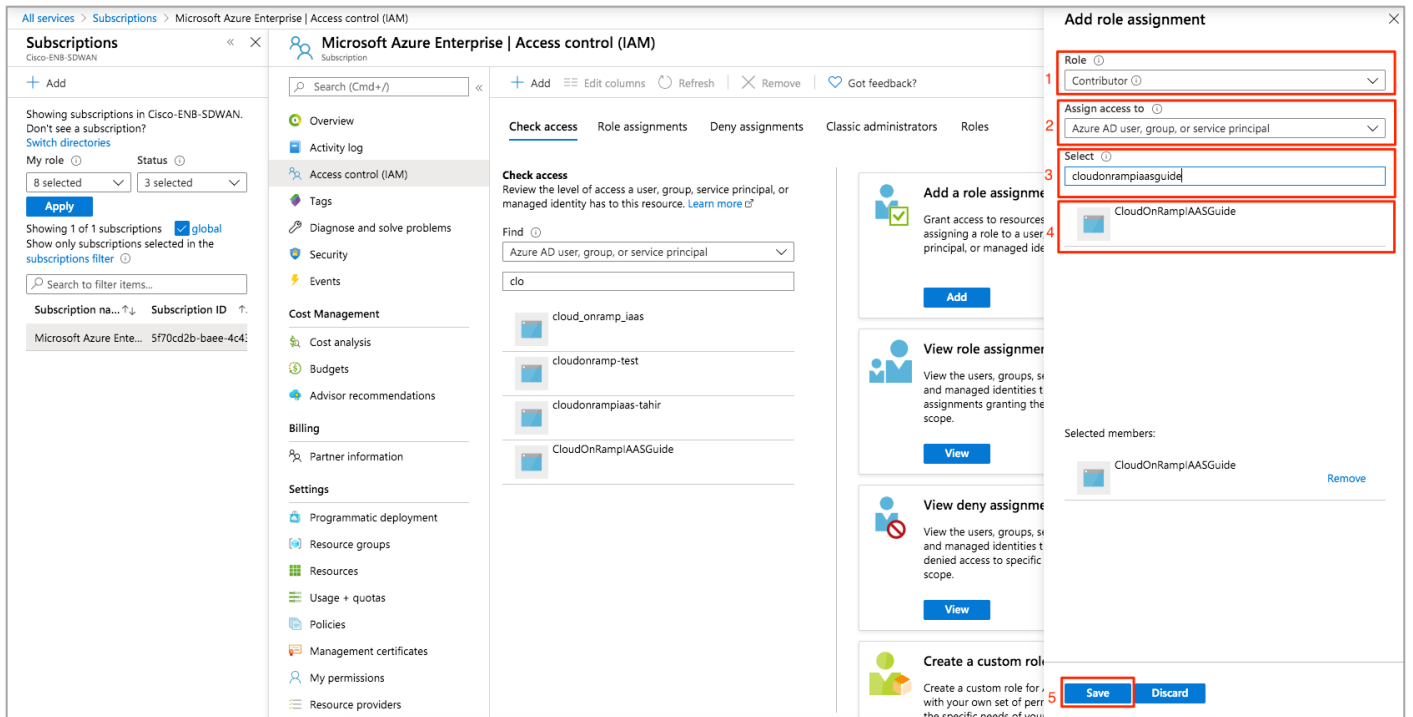 All services > Subscriptions > Microsoft Azure Enterprise | Access control (IAM)
Subscriptions
Cisco-ENB-SDWAN
Add
Showing subscriptions in Cisco-ENB-SDWAN.
Don't see a subscription?
Switch directories
My role
Status
8 selected
3 selected
Apply
Showing 1 of 1 subscriptions global
Show only subscriptions selected in the
subscriptions filter
Search to filter items...
Subscription na... Subscription ID
Microsoft Azure Ente... 5f70cd2b-baee-4c43
Microsoft Azure Enterprise | Access control (IAM)
Subscription
Search (Cmd+/)
Overview
Activity log
Access control (IAM)
Tags
Diagnose and solve problems
Security
Events
Cost Management
Cost analysis
Budgets
Advisor recommendations
Billing
Partner information
Settings
Programmatic deployment
Resource groups
Resources
Usage + quotas
Policies
Management certificates
My permissions
Resource providers
Add
Edit columns
Refresh
Remove
Got feedback?
Check access
Role assignments
Deny assignments
Classic administrators
Roles
Check access
Review the level of access a user, group, service principal, or
managed identity has to this resource. Learn more
Find
Azure AD user, group, or service principal
clo
cloud_onramp_iaas
cloudonramp-test
cloudonrampiaas-tahir
CloudOnRampIAASGuide
Add a role assignme
Grant access to resources
assigning a role to a user
principal, or managed ide
Add
View role assignmer
View the users, groups, se
and managed identities t
assignments granting the
scope.
View
View deny assignme
View the users, groups, se
and managed identities t
denied access to specific
scope.
View
Create a custom role
Create a custom role for
with your own set of perr
the specific needs of your
Add role assignment
1
Role
Contributor
2
Assign access to
Azure AD user, group, or service principal
3
Select
cloudonrampiaasguide
4
CloudOnRampIAASGuide
Selected members:
CloudOnRampIAASGuide
Remove
5
Save
Discard